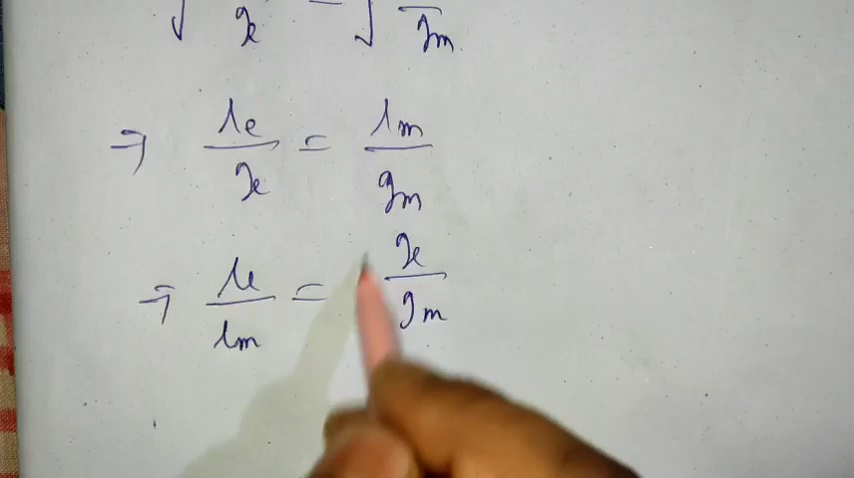 √ ge = √ gm
⇒ le/ge = lm/gm
⇒ le/lm = ge/gm